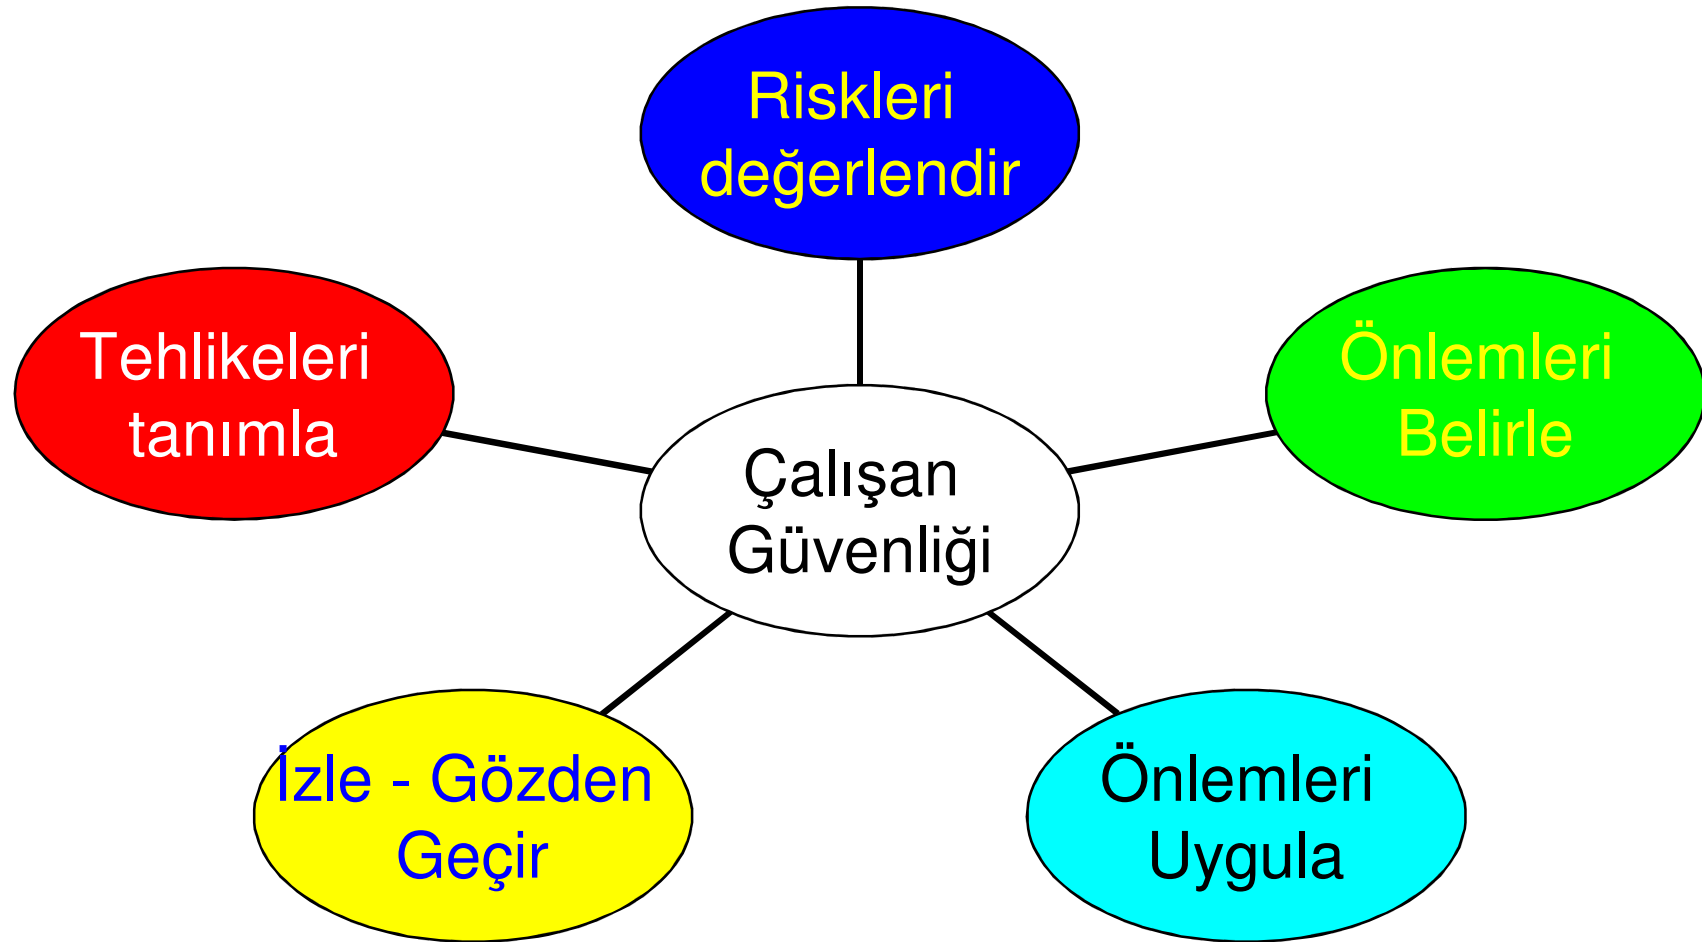 Riskleri
değerlendir
Tehlikeleri
tanımla
Önlemleri
Belirle
Çalışan
Güvenliği
İzle - Gözden
Geçir
Önlemleri
Uygula